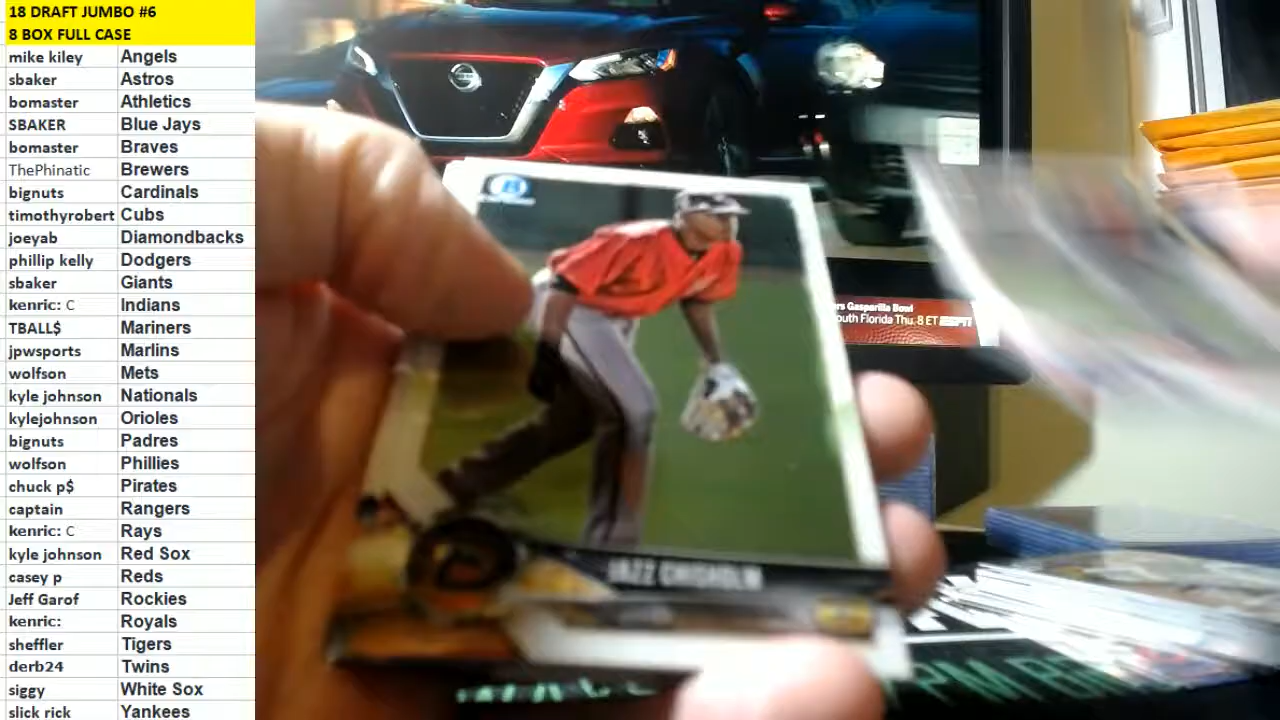 18 DRAFT JUMBO #6
8 BOX FULL CASE
mike kiley Angels
sbaker Astros
bomaster Athletics
SBAKER Blue Jays
bomaster Braves
ThePhinatic Brewers
bignuts Cardinals
timothyrobert Cubs
joeyab Diamondbacks
phillip kelly Dodgers
sbaker Giants
kenric: C Indians
TBALL$ Mariners
jpwsports Marlins
wolfson Mets
kyle johnson Nationals
kylejohnson Orioles
bignuts Padres
wolfson Phillies
chuck p$ Pirates
captain Rangers
kenric: C Rays
kyle johnson Red Sox
casey p Reds
Jeff Garof Rockies
kenric: Royals
sheffler Tigers
derb24 Twins
siggy White Sox
slick rick Yankees
rs Gasparilla Bowl
outh Florida Thu. 8 ET ESPN
JAZZ CHISHOLM